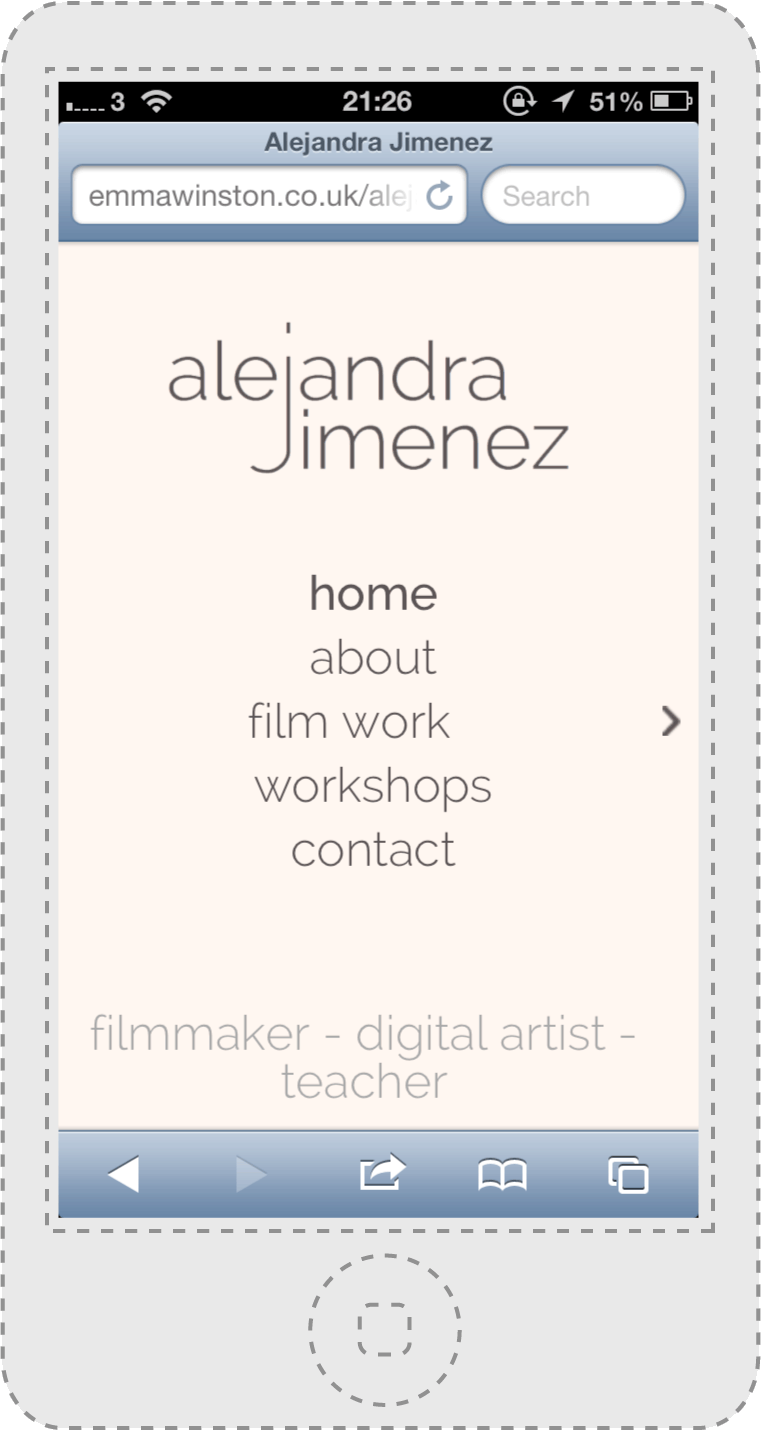 3 21:26 51%
Alejandra Jimenez
emmawinston.co.uk/alej Search
alejandra
Jimenez
home
about
film work
workshops
contact
filmmaker - digital artist -
teacher